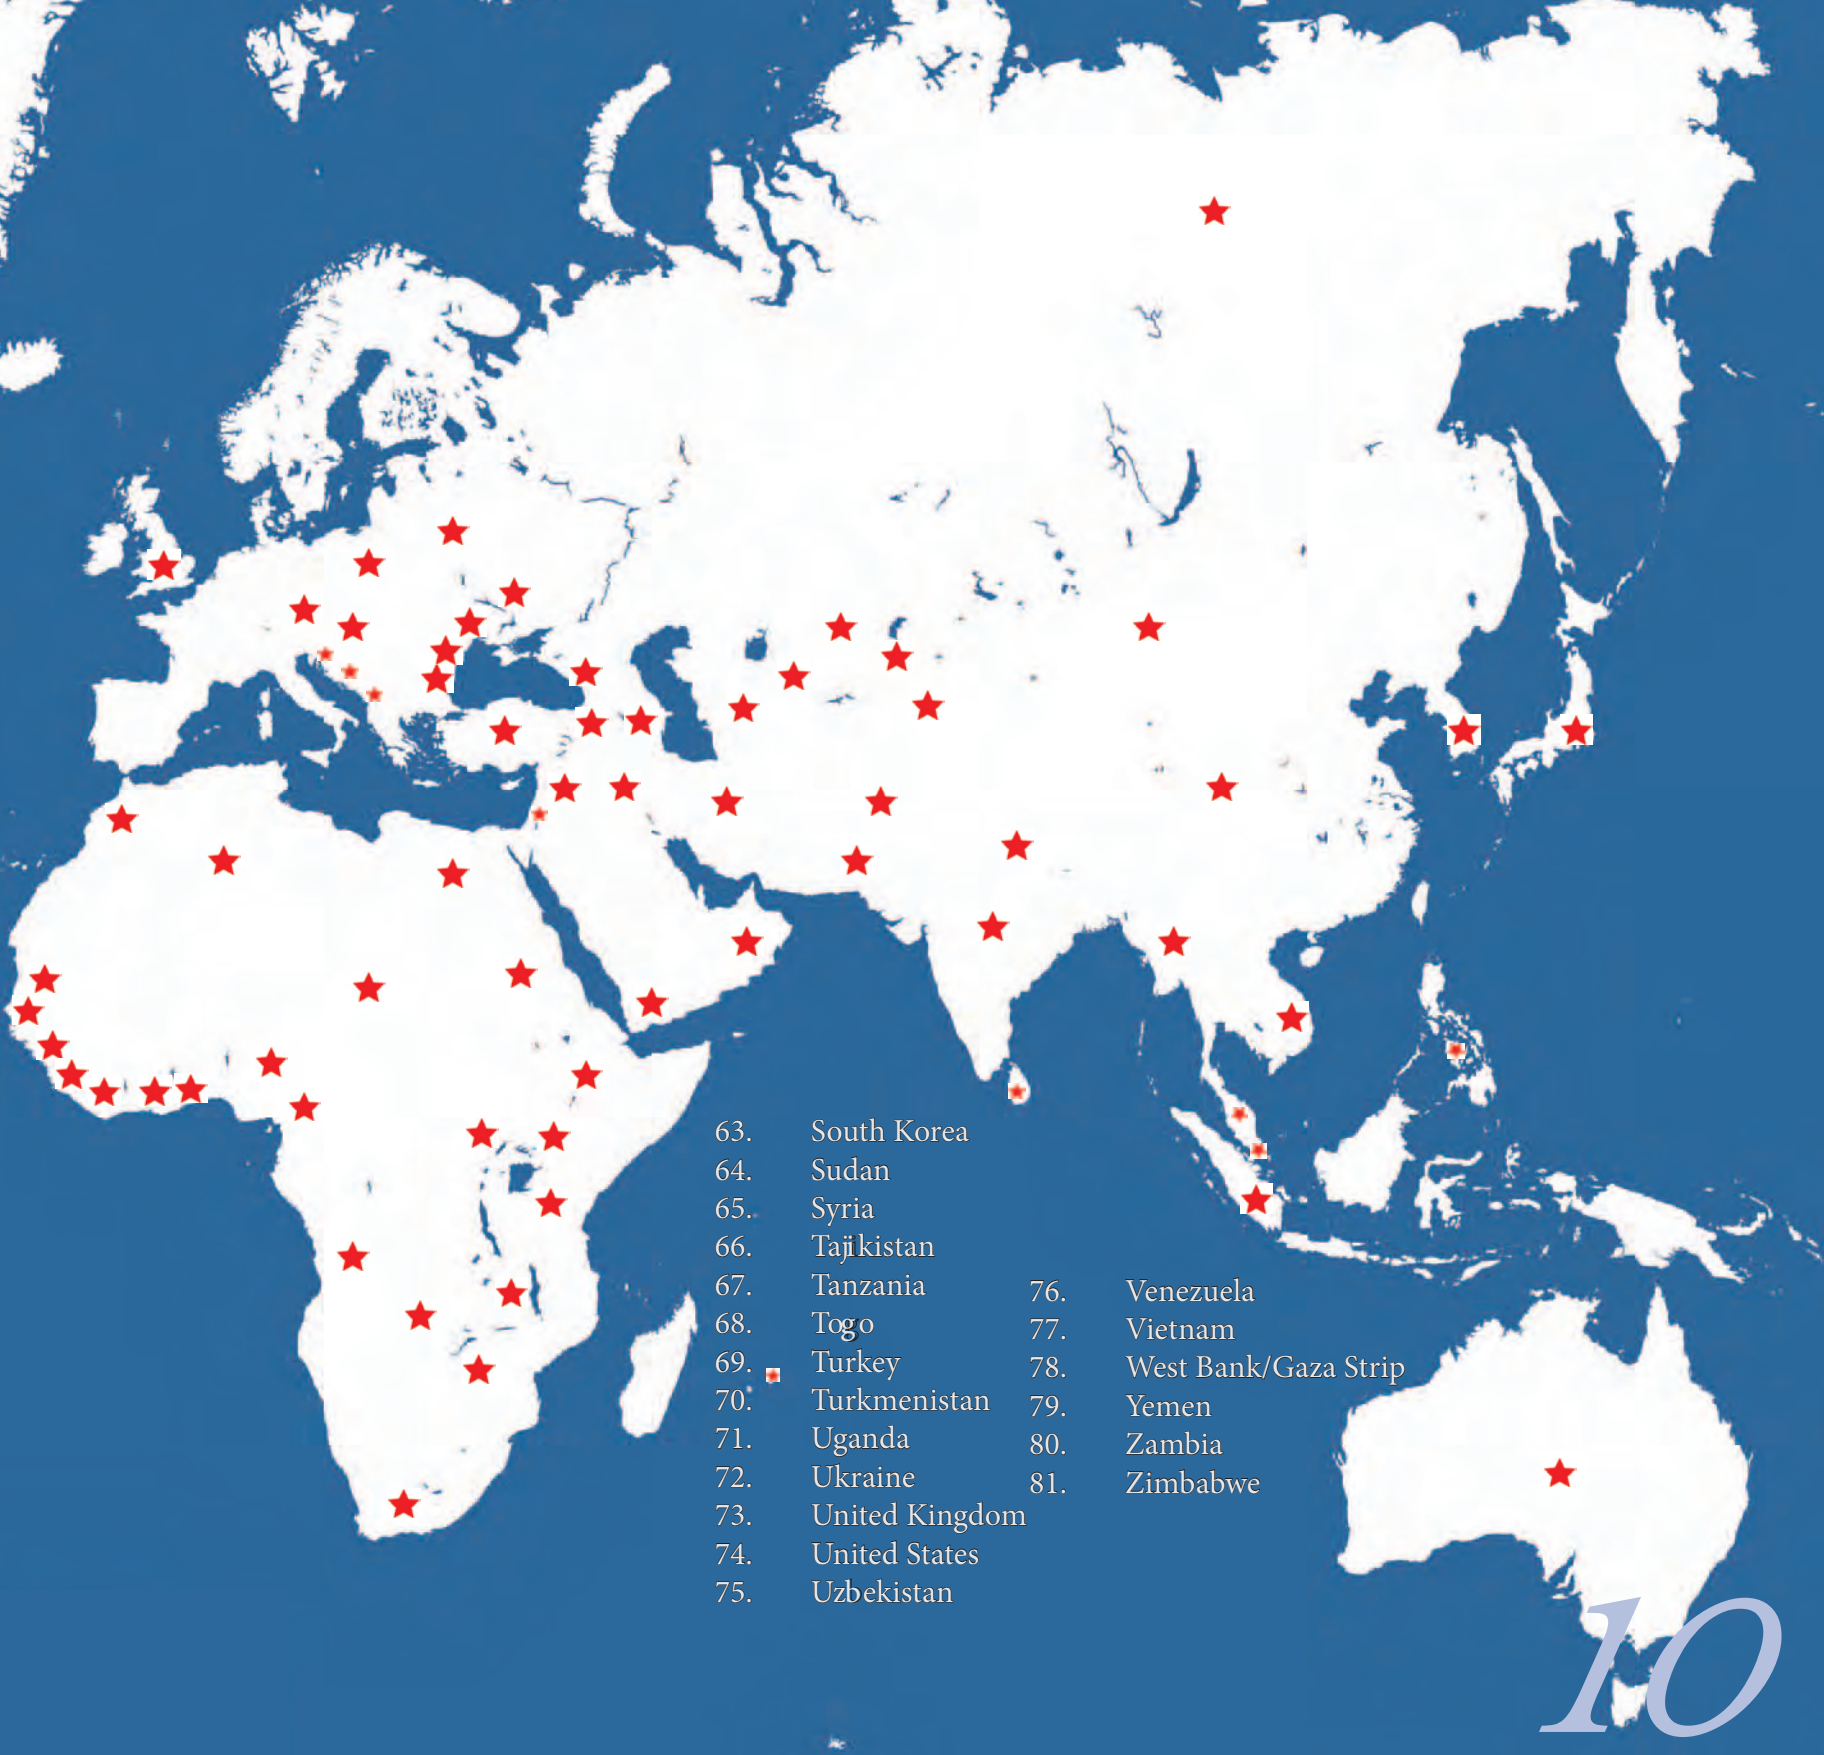 63. South Korea
64. Sudan
65. Syria
66. Tajikistan
67. Tanzania
68. Togo
69. Turkey
70. Turkmenistan
71. Uganda
72. Ukraine
73. United Kingdom
74. United States
75. Uzbekistan
76. Venezuela
77. Vietnam
78. West Bank/Gaza Strip
79. Yemen
80. Zambia
81. Zimbabwe
10